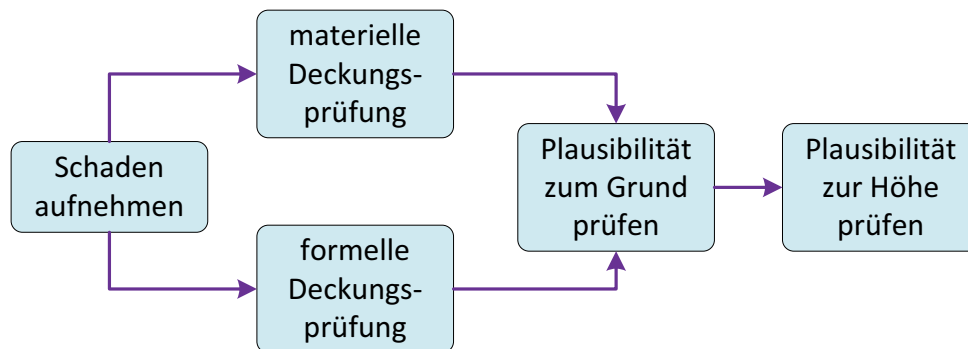 materielle
Deckungs-
prüfung
Schaden
aufnehmen
Plausibilität
zum Grund
prüfen
Plausibilität
zur Höhe
prüfen
formelle
Deckungs-
prüfung